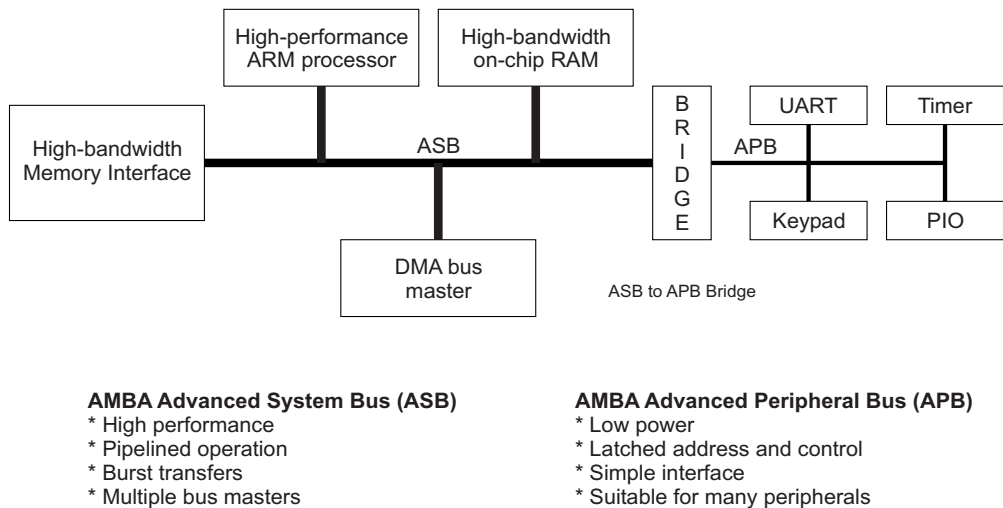 High-performance
ARM processor
High-bandwidth
on-chip RAM
High-bandwidth
Memory Interface
ASB
B
R
I
D
G
E
APB
UART
Timer
Keypad
PIO
DMA bus
master
ASB to APB Bridge
AMBA Advanced System Bus (ASB)
* High performance
* Pipelined operation
* Burst transfers
* Multiple bus masters
AMBA Advanced Peripheral Bus (APB)
* Low power
* Latched address and control
* Simple interface
* Suitable for many peripherals